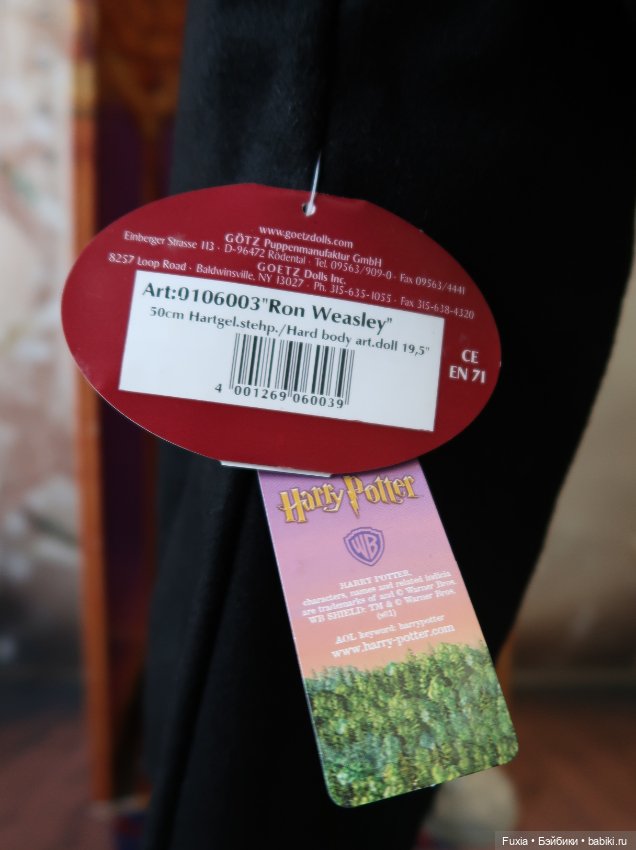 www.goetzdolls.com
GÖTZ Puppenmanufaktur GmbH
Einberger Strasse 113 · D-96472 Rödental · Tel. 09563/909-0 · Fax 09563/4441
GOETZ Dolls Inc.
8257 Loop Road · Baldwinsville, NY 13027 · Ph. 315-635-1055 · Fax 315-638-4320
Art:0106003"Ron Weasley"
50cm Hartgel.stehp./Hard body art.doll 19,5"
4 001269 060039
CE
EN 71
Harry Potter
WB
HARRY POTTER,
characters, names and related indicia
are trademarks of and © Warner Bros.
WB SHIELD: TM & © Warner Bros.
(s01)
AOL keyword: harrypotter
www.harry-potter.com
Fuxia • Бэйбики • babiki.ru